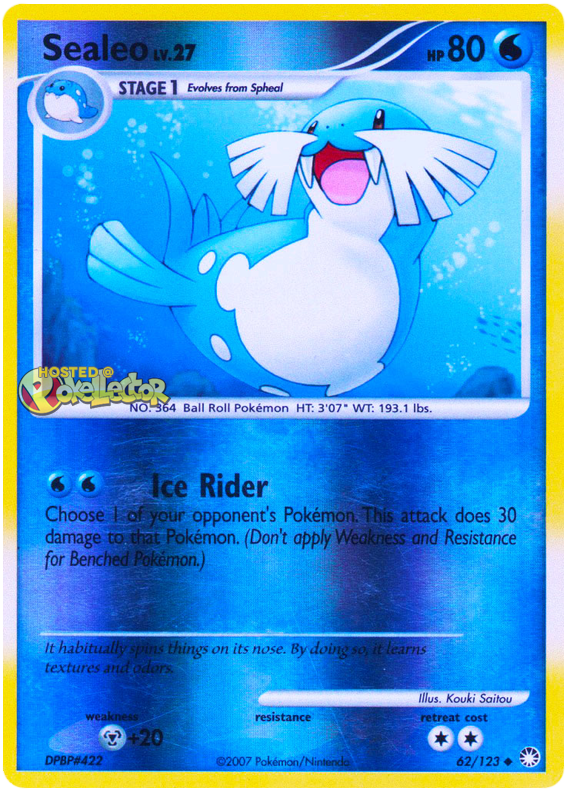 Sealeo LV.27 HP 80
STAGE 1 Evolves from Spheal
HOSTED @
PokeLLector
NO. 364 Ball Roll Pokémon HT: 3'07" WT: 193.1 lbs.
Ice Rider
Choose 1 of your opponent's Pokémon. This attack does 30
damage to that Pokémon. (Don't apply Weakness and Resistance
for Benched Pokémon.)
It habitually spins things on its nose. By doing so, it learns
textures and odors.
Illus. Kouki Saitou
weakness resistance retreat cost
+20
DPBP#422 ©2007 Pokémon/Nintendo 62/123